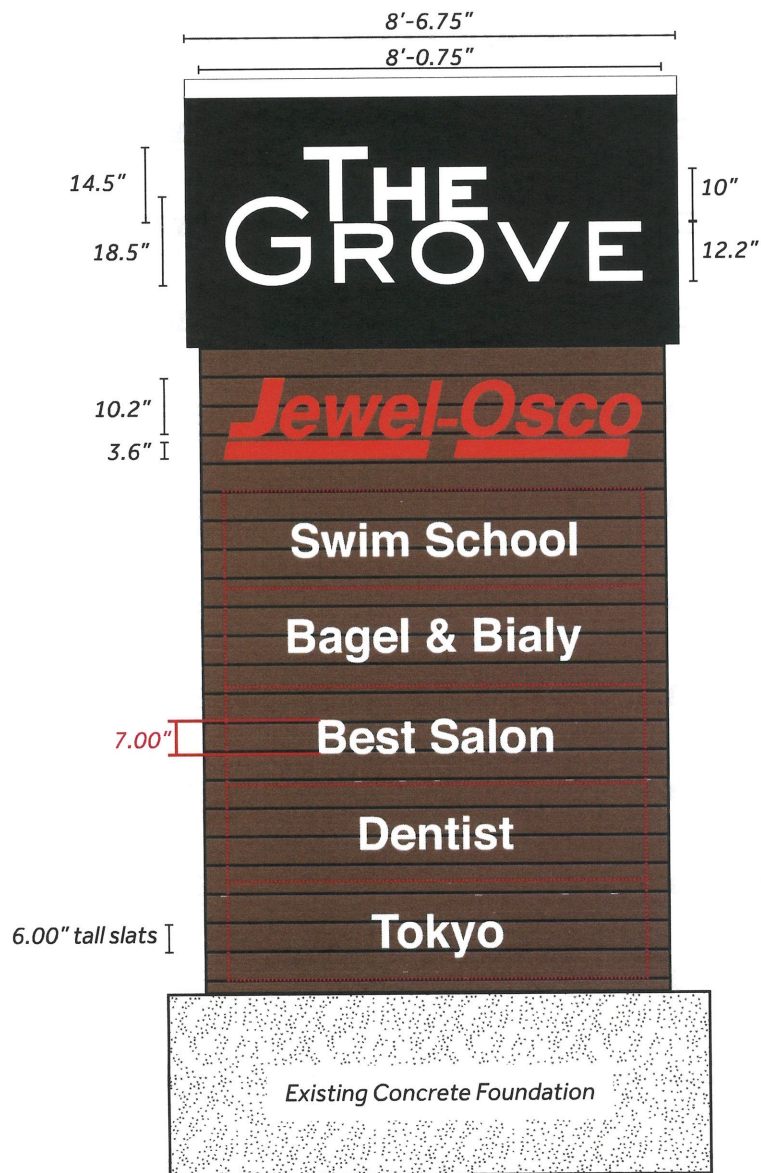 8'-6.75"
8'-0.75"
THE
GROVE
14.5"
18.5"
10"
12.2"
Jewel-Osco
10.2"
3.6"
Swim School
Bagel & Bialy
Best Salon
7.00"
Dentist
Tokyo
6.00" tall slats
Existing Concrete Foundation